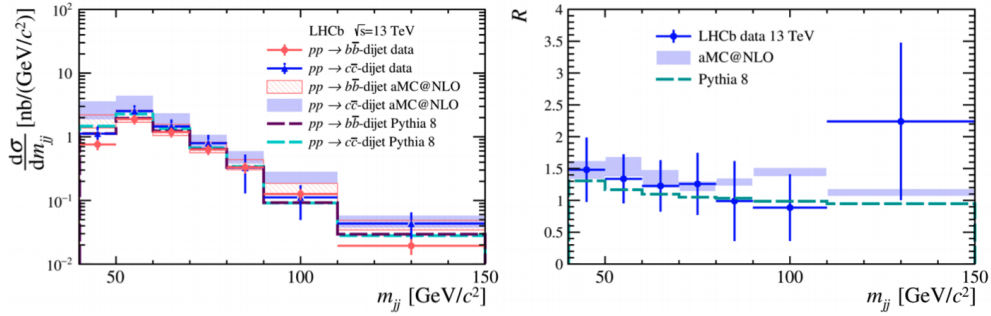 LHCb √s=13 TeV
pp → bb̅-dijet data
pp → cc̅-dijet data
pp → bb̅-dijet aMC@NLO
pp → cc̅-dijet aMC@NLO
pp → bb̅-dijet Pythia 8
pp → cc̅-dijet Pythia 8
dσ/dm_jj [nb/(GeV/c²)]
10²
10
1
10⁻¹
10⁻²
50 100 150
m_jj [GeV/c²]
R
LHCb data 13 TeV
aMC@NLO
Pythia 8
4
3.5
3
2.5
2
1.5
1
0.5
0
50 100 150
m_jj [GeV/c²]